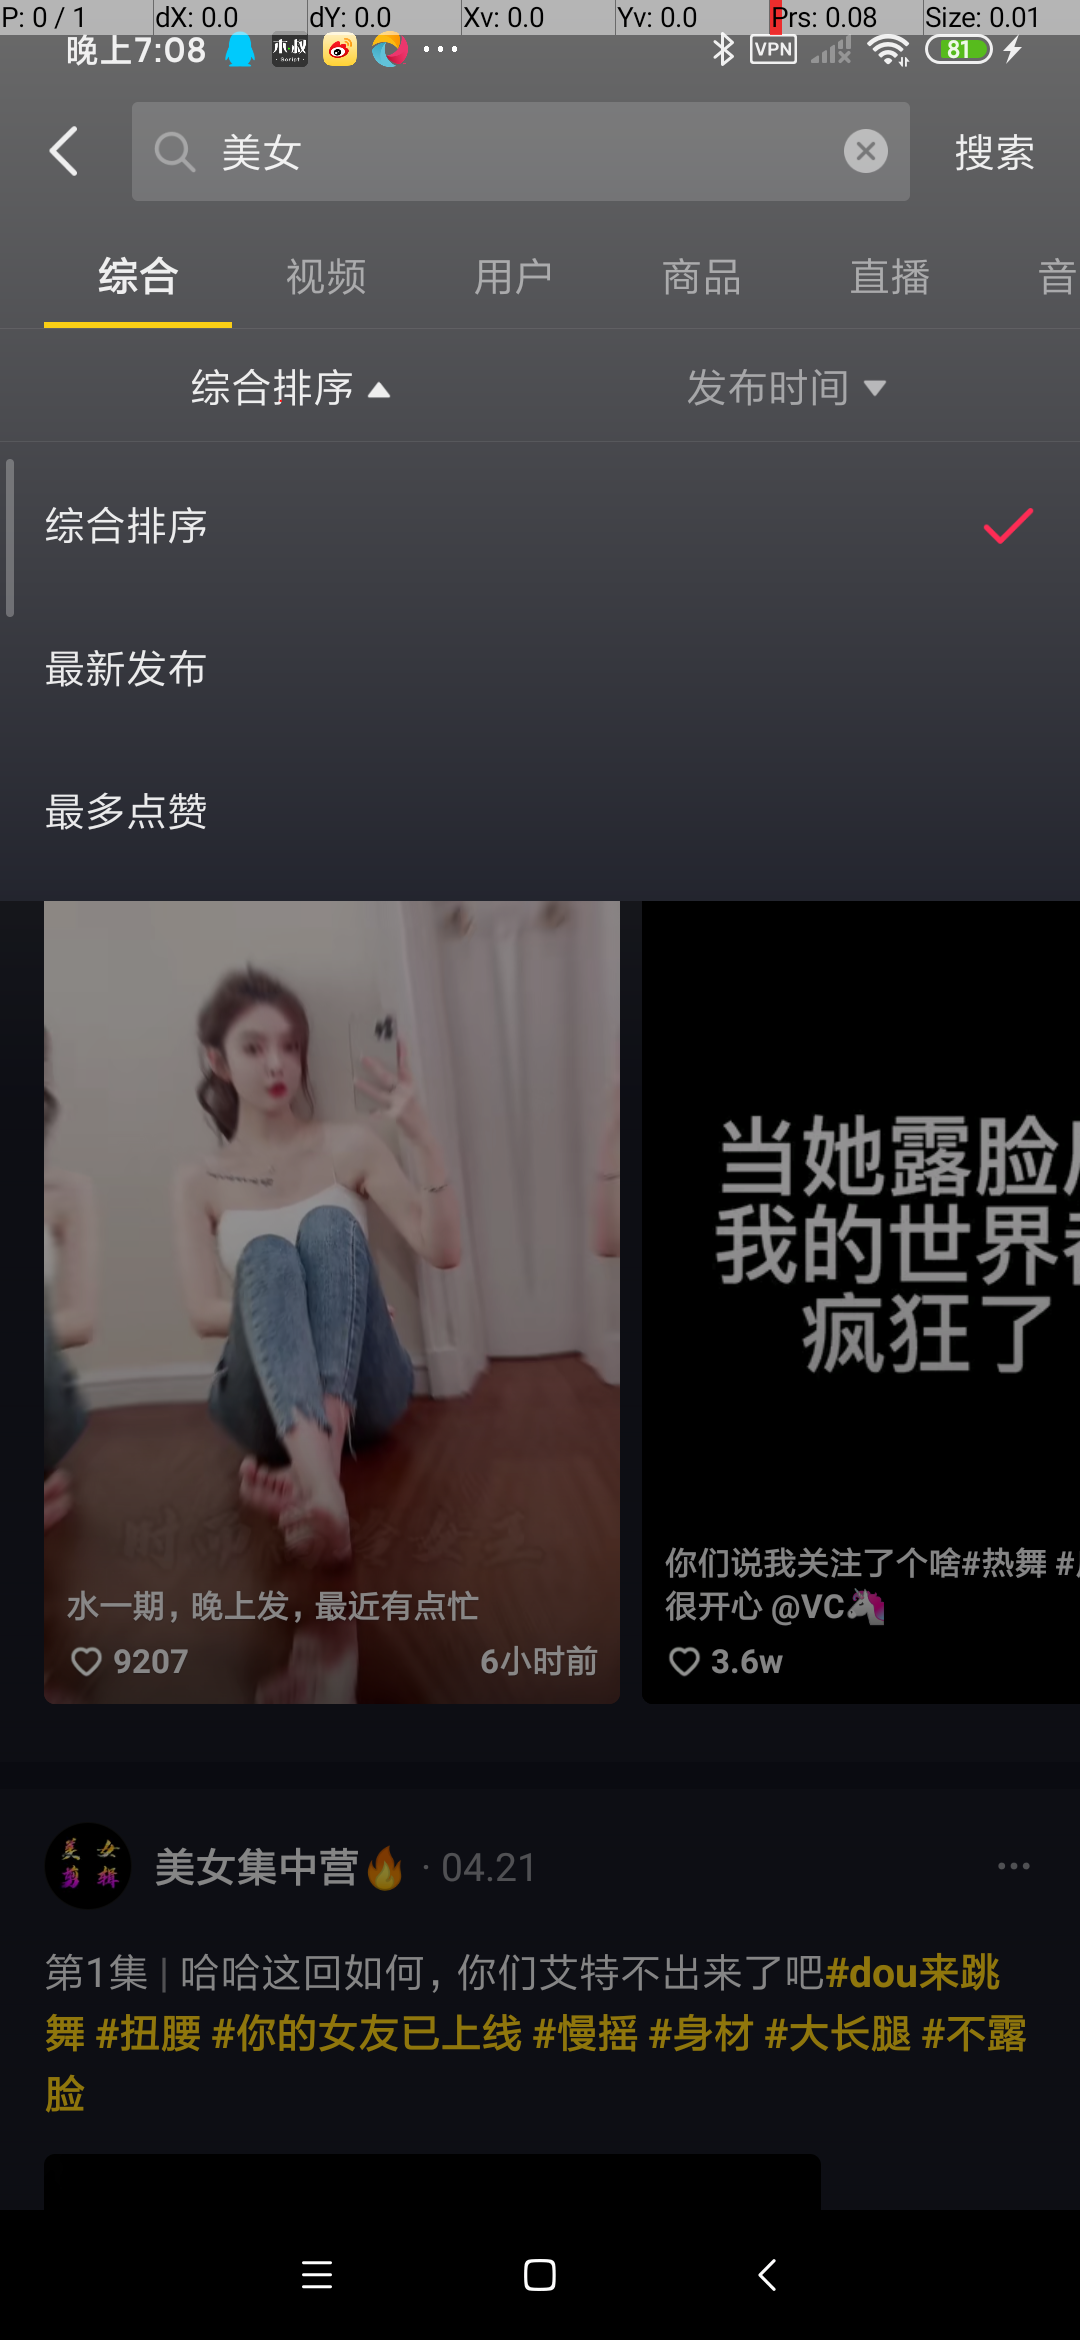 P: 0 / 1 dX: 0.0 dY: 0.0 Xv: 0.0 Yv: 0.0 Prs: 0.08 Size: 0.01
晚上7:08 木叔 Script VPN 81
美女 搜索
综合 视频 用户 商品 直播 音
综合排序 发布时间
综合排序
最新发布
最多点赞
当她露脸
我的世界
疯狂了
水一期，晚上发，最近有点忙
9207 6小时前
你们说我关注了个啥#热舞 #
很开心 @VC
3.6w
美女
剪辑
美女集中营 · 04.21
第1集 | 哈哈这回如何，你们艾特不出来了吧#dou来跳
舞 #扭腰 #你的女友已上线 #慢摇 #身材 #大长腿 #不露
脸